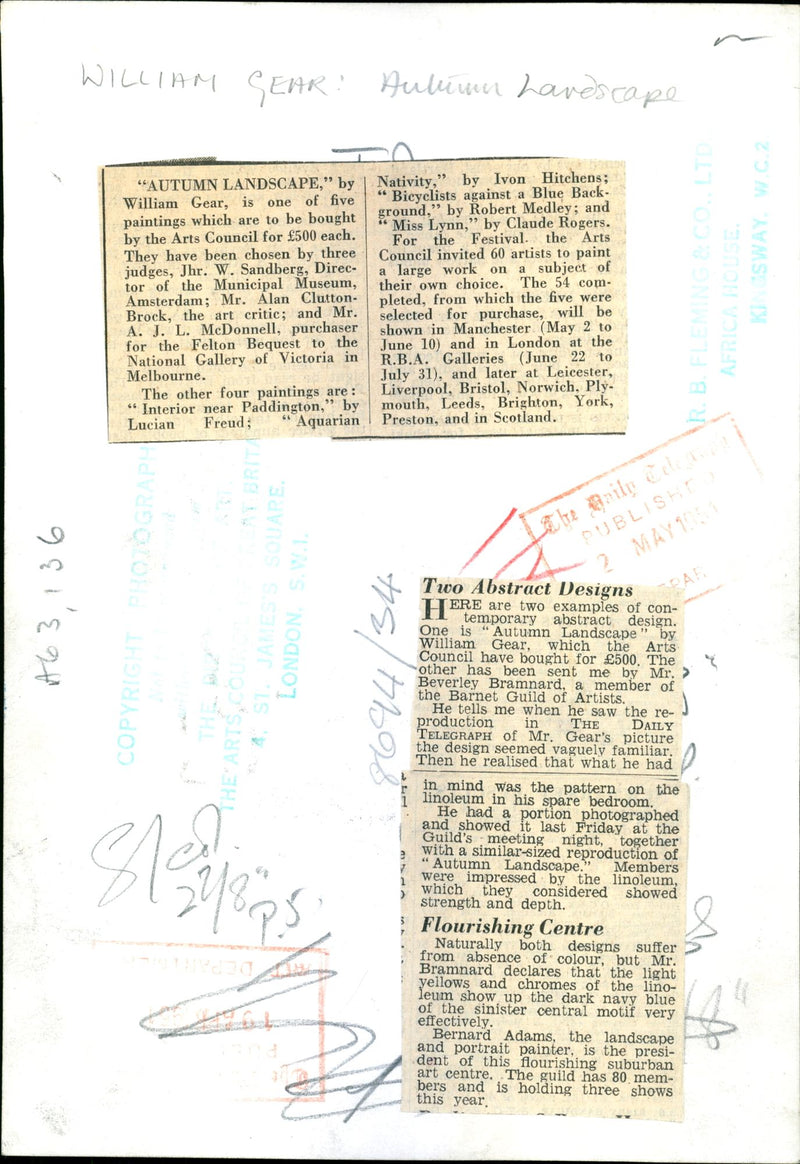 WILLIAM GEAR: Autumn Landscape
"AUTUMN LANDSCAPE," by
William Gear, is one of five
paintings which are to be bought
by the Arts Council for £500 each.
They have been chosen by three
judges, Jhr. W. Sandberg, Direc-
tor of the Municipal Museum,
Amsterdam; Mr. Alan Clutton-
Brock, the art critic; and Mr.
A. J. L. McDonnell, purchaser
for the Felton Bequest to the
National Gallery of Victoria in
Melbourne.
The other four paintings are:
"Interior near Paddington," by
Lucian Freud; "Aquarian
Nativity," by Ivon Hitchens;
"Bicyclists against a Blue Back-
ground," by Robert Medley; and
"Miss Lynn," by Claude Rogers.
For the Festival the Arts
Council invited 60 artists to paint
a large work on a subject of
their own choice. The 54 com-
pleted, from which the five were
selected for purchase, will be
shown in Manchester (May 2 to
June 10) and in London at the
R.B.A. Galleries (June 22 to
July 31), and later at Leicester,
Liverpool, Bristol, Norwich, Ply-
mouth, Leeds, Brighton, York,
Preston, and in Scotland.
R. B. FLEMING & CO., LTD
AFRICA HOUSE,
KINGSWAY, W.C.2
COPYRIGHT PHOTOGRAPH
THE ARTS COU GREAT BRITA
4, ST. JAMES'S SQUARE,
LONDON, S.W.1.
A63,136
8694/34
The Daily Telegraph
PUBLISHED
2 MAY 195
Two Abstract Designs
HERE are two examples of con-
temporary abstract design.
One is "Autumn Landscape" by
William Gear, which the Arts
Council have bought for £500. The
other has been sent me by Mr.
Beverley Bramnard, a member of
the Barnet Guild of Artists.
He tells me when he saw the re-
production in THE DAILY
TELEGRAPH of Mr. Gear's picture
the design seemed vaguely familiar.
Then he realised that what he had
in mind was the pattern on the
linoleum in his spare bedroom.
He had a portion photographed
and showed it last Friday at the
Guild's meeting night, together
with a similar-sized reproduction of
"Autumn Landscape." Members
were impressed by the linoleum,
which they considered showed
strength and depth.
Flourishing Centre
Naturally both designs suffer
from absence of colour, but Mr.
Bramnard declares that the light
yellows and chromes of the lino-
leum show up the dark navy blue
of the sinister central motif very
effectively.
Bernard Adams, the landscape
and portrait painter, is the presi-
dent of this flourishing suburban
art centre. The guild has 80 mem-
bers and is holding three shows
this year.
ART DEPARTMEN